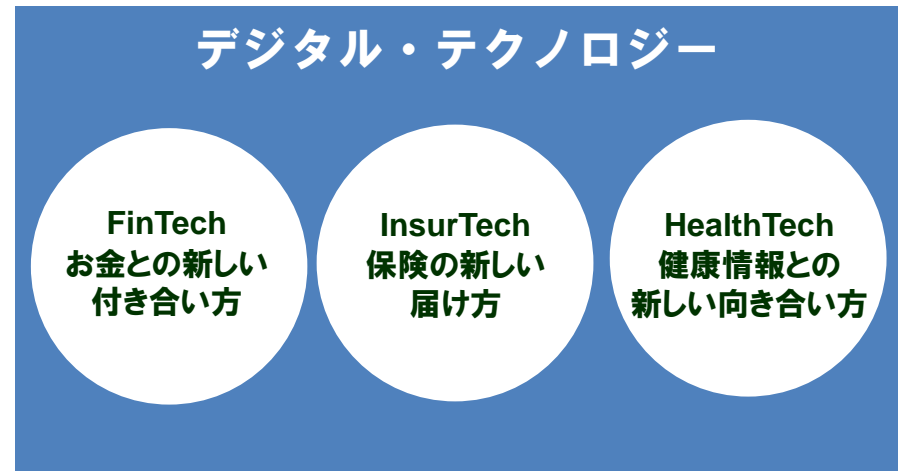 デジタル・テクノロジー
FinTech
お金との新しい
付き合い方
InsurTech
保険の新しい
届け方
HealthTech
健康情報との
新しい向き合い方